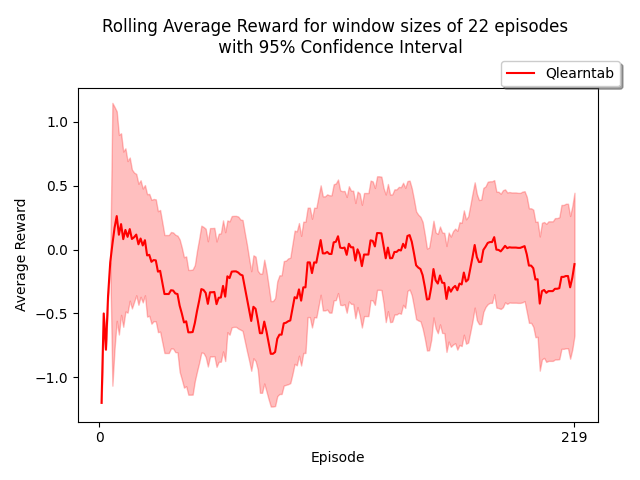 Rolling Average Reward for window sizes of 22 episodes
with 95% Confidence Interval
Qlearntab
1.0
0.5
0.0
−0.5
−1.0
Average Reward
0
219
Episode